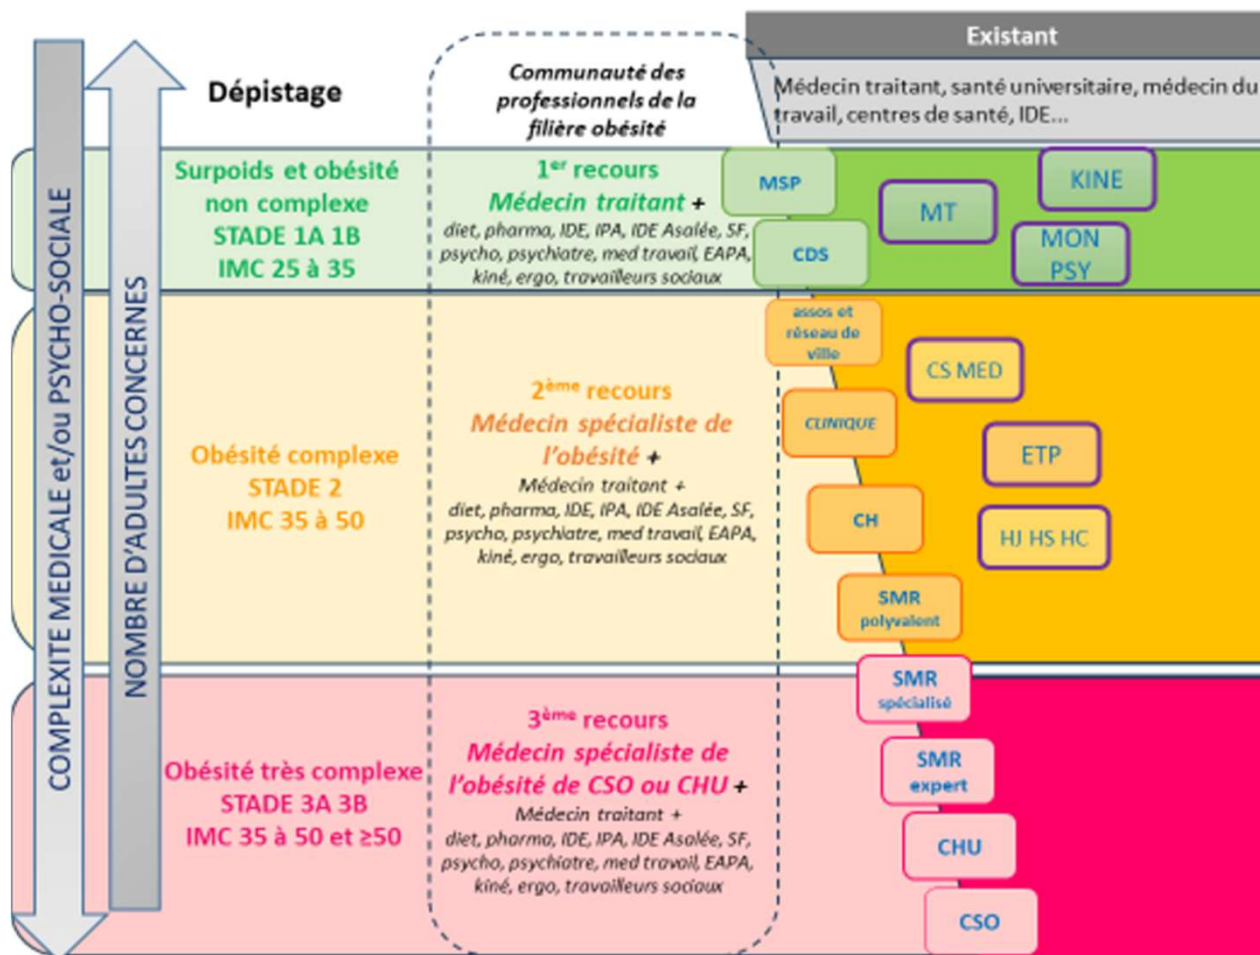 Existant
Médecin traitant, santé universitaire, médecin du
travail, centres de santé, IDE...
Dépistage
Communauté des
professionnels de la
filière obésité
COMPLEXITE MEDICALE et/ou PSYCHO-SOCIALE
NOMBRE D'ADULTES CONCERNES
Surpoids et obésité
non complexe
STADE 1A 1B
IMC 25 à 35
1er recours
Médecin traitant +
diet, pharma, IDE, IPA, IDE Asalée, SF,
psycho, psychiatre, med travail, EAPA,
kiné, ergo, travailleurs sociaux
MSP
CDS
MT
KINE
MON
PSY
Obésité complexe
STADE 2
IMC 35 à 50
2ème recours
Médecin spécialiste de
l'obésité +
Médecin traitant +
diet, pharma, IDE, IPA, IDE Asalée, SF,
psycho, psychiatre, med travail, EAPA,
kiné, ergo, travailleurs sociaux
assos et
réseau de
ville
CLINIQUE
CH
SMR
polyvalent
CS MED
ETP
HJ HS HC
Obésité très complexe
STADE 3A 3B
IMC 35 à 50 et ≥50
3ème recours
Médecin spécialiste de
l'obésité de CSO ou CHU +
Médecin traitant +
diet, pharma, IDE, IPA, IDE Asalée, SF,
psycho, psychiatre, med travail, EAPA,
kiné, ergo, travailleurs sociaux
SMR
spécialisé
SMR
expert
CHU
CSO